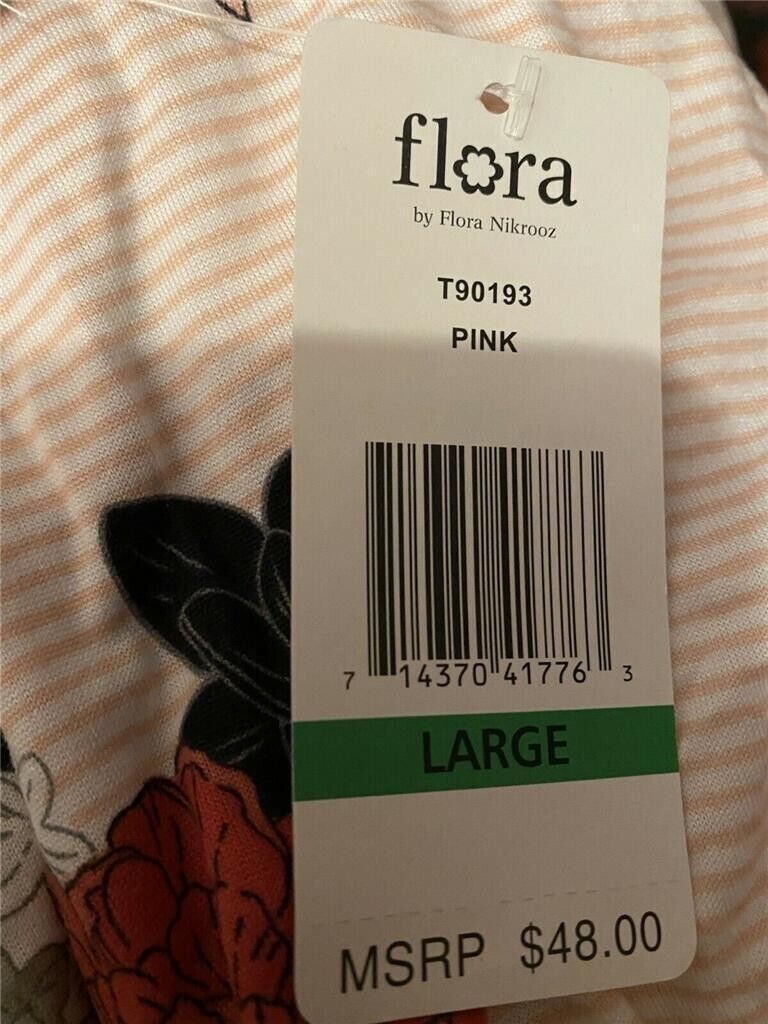 flora
by Flora Nikrooz
T90193
PINK
7 14370 41776 3
LARGE
MSRP $48.00